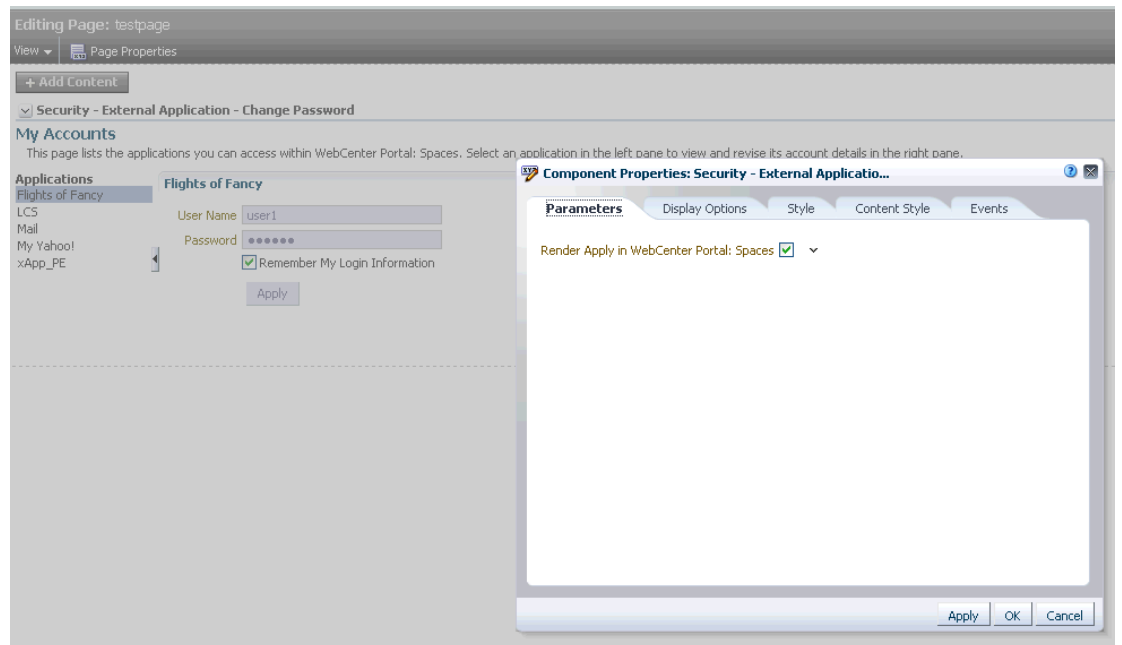 Editing Page: testpage
View Page Properties
+ Add Content
Security - External Application - Change Password
My Accounts
This page lists the applications you can access within WebCenter Portal: Spaces. Select an application in the left pane to view and revise its account details in the right pane.
Applications
Flights of Fancy
LCS
Mail
My Yahoo!
xApp_PE
Flights of Fancy
User Name user1
Password ●●●●●●
Remember My Login Information
Apply
Component Properties: Security - External Applicatio...
Parameters Display Options Style Content Style Events
Render Apply in WebCenter Portal: Spaces
Apply OK Cancel